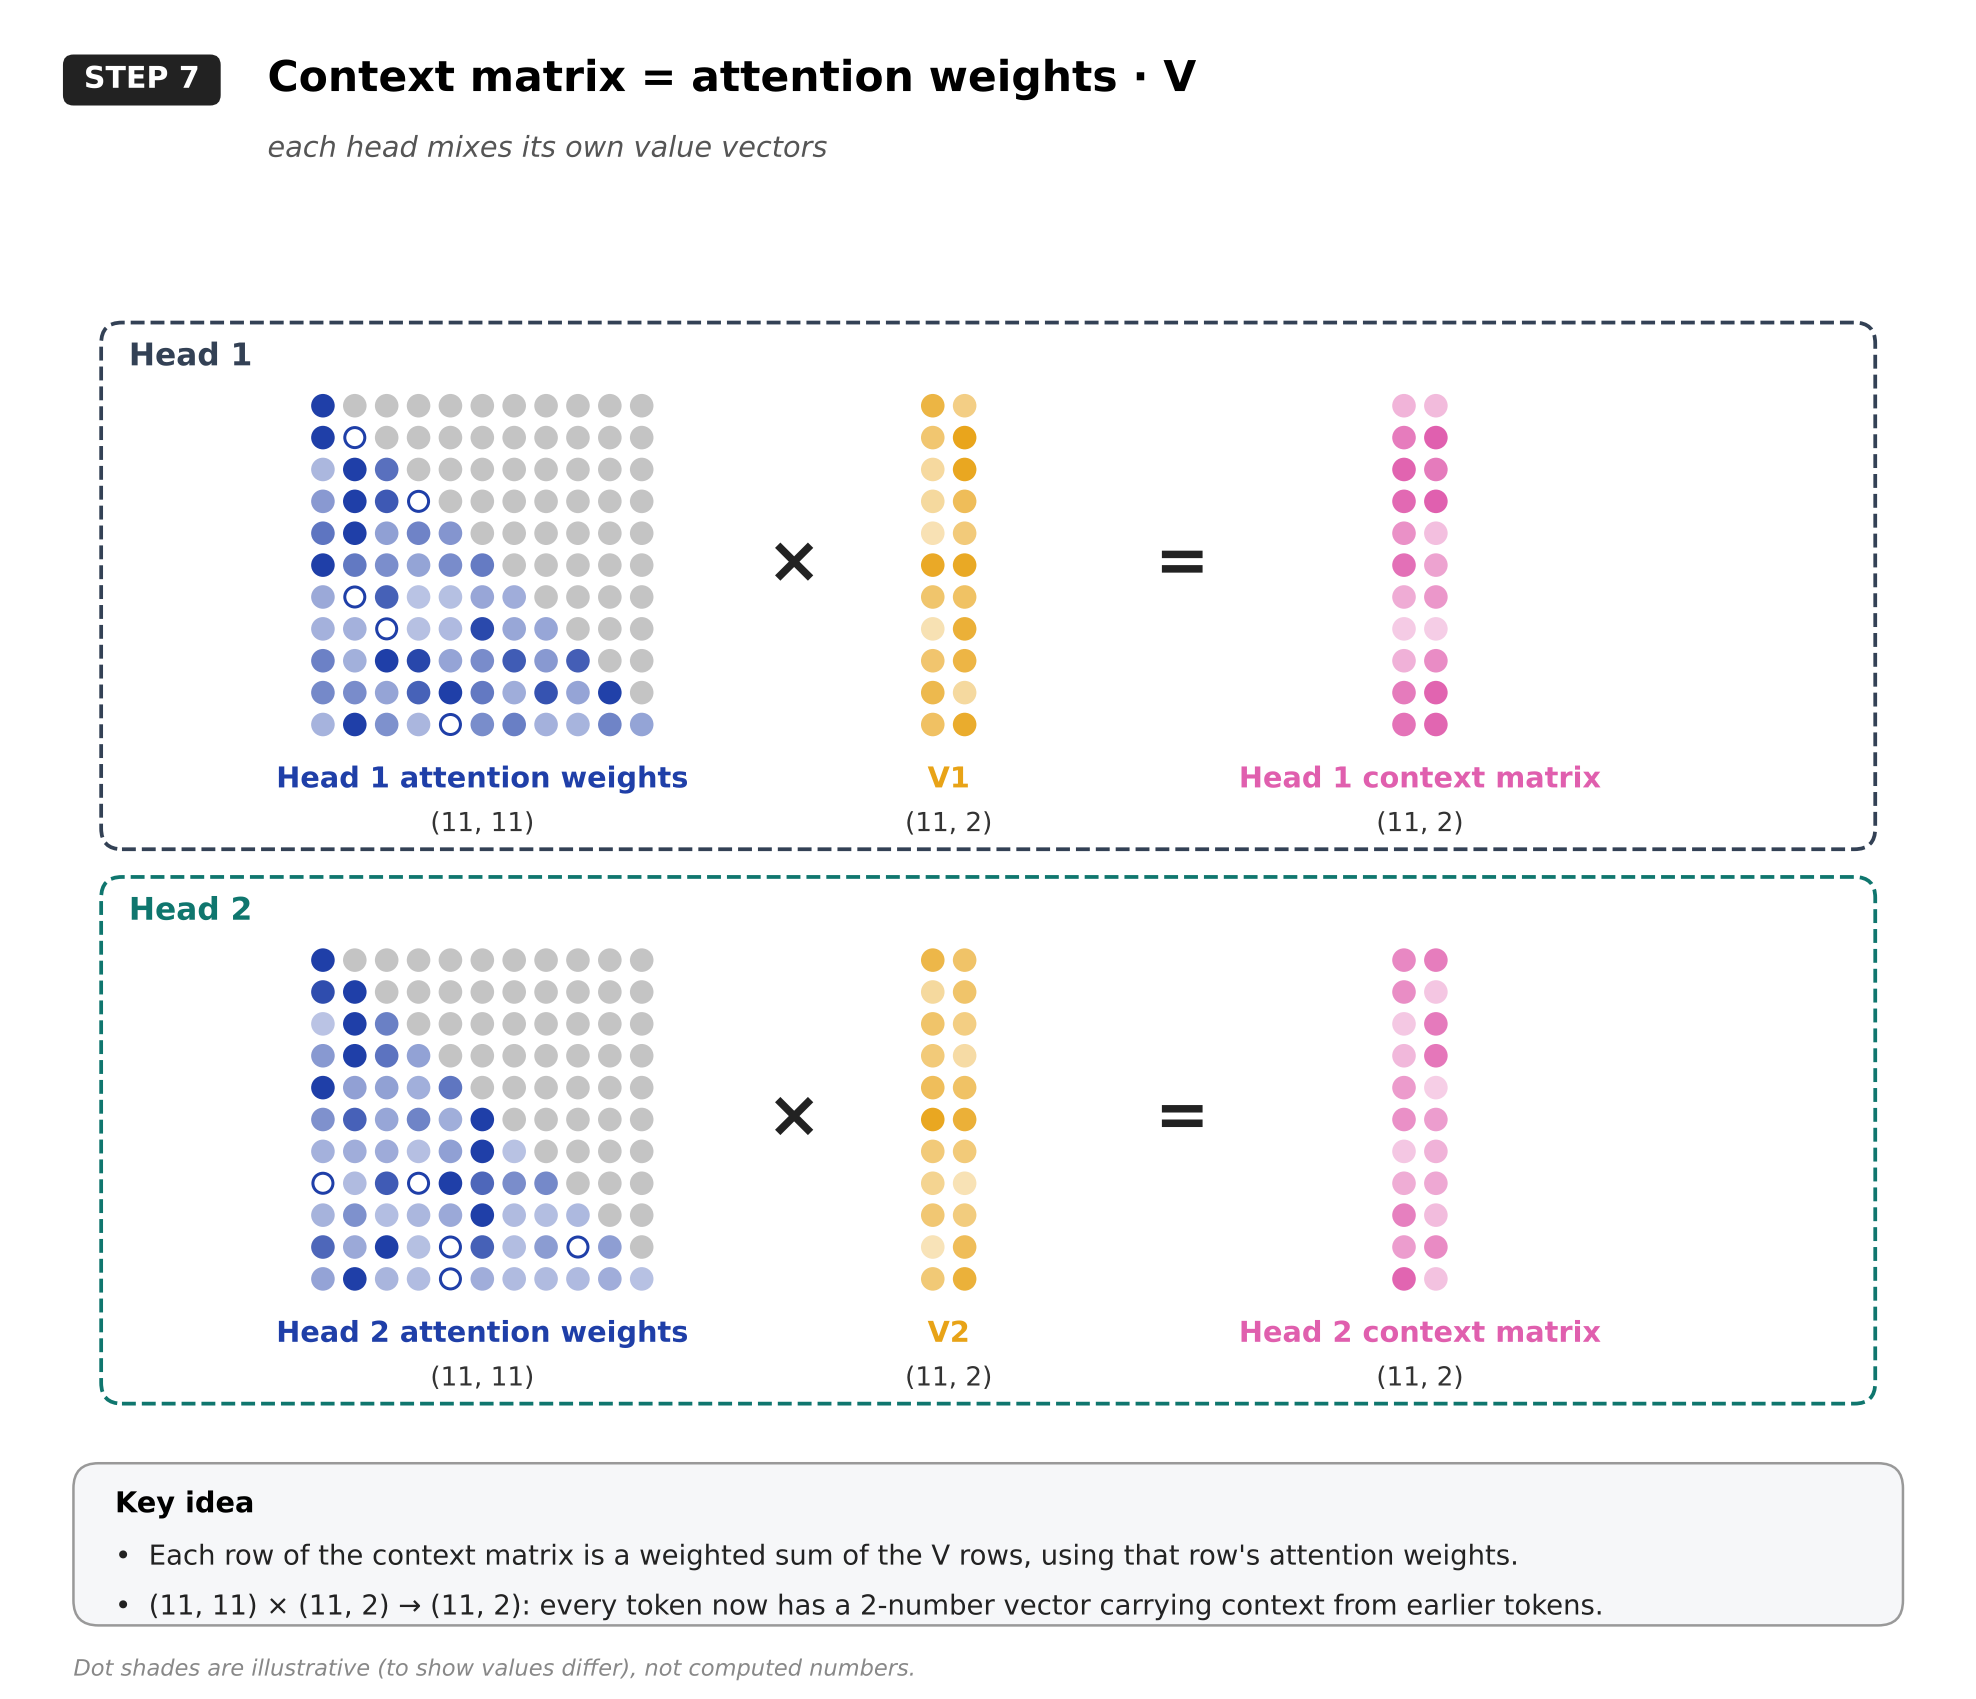 STEP 7
Context matrix = attention weights · V
each head mixes its own value vectors
Head 1
×
=
Head 1 attention weights
V1
Head 1 context matrix
(11, 11)
(11, 2)
(11, 2)
Head 2
×
=
Head 2 attention weights
V2
Head 2 context matrix
(11, 11)
(11, 2)
(11, 2)
Key idea
• Each row of the context matrix is a weighted sum of the V rows, using that row's attention weights.
• (11, 11) × (11, 2) → (11, 2): every token now has a 2-number vector carrying context from earlier tokens.
Dot shades are illustrative (to show values differ), not computed numbers.